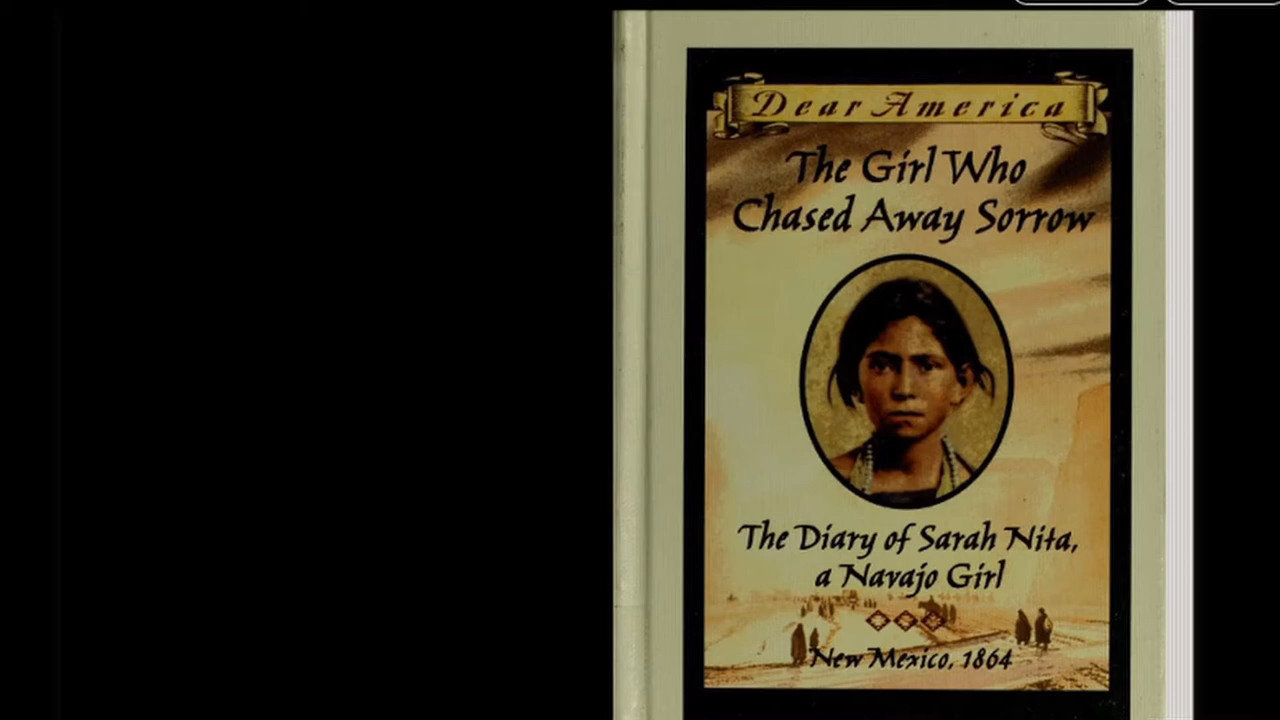 Dear America
The Girl Who
Chased Away Sorrow
The Diary of Sarah Nita,
a Navajo Girl
New Mexico, 1864